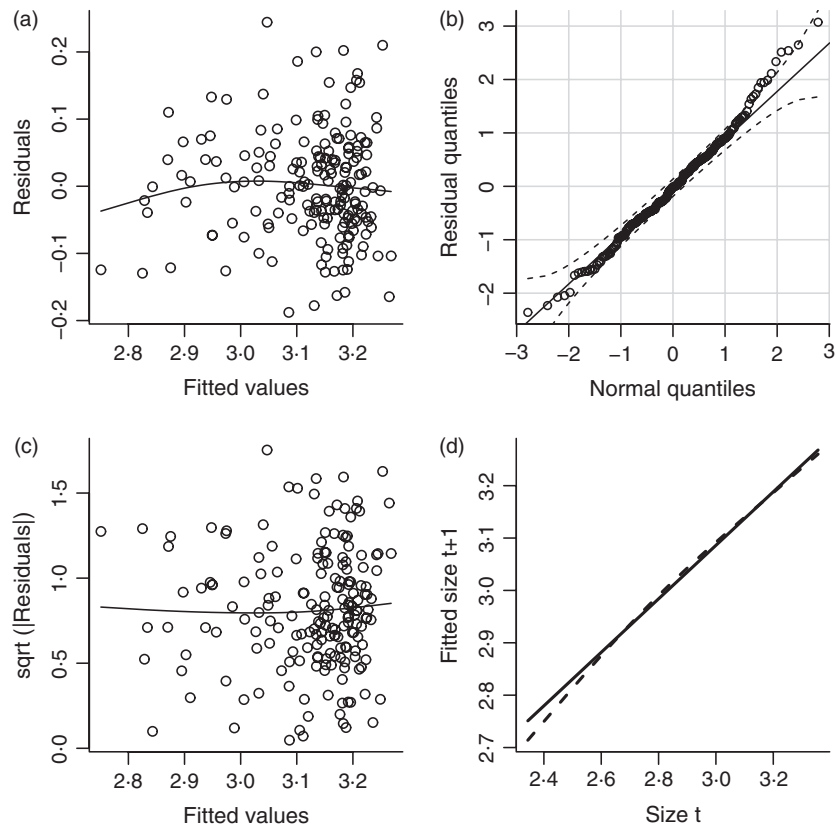 (a)
0·2
0·1
0·0
−0·1
−0·2
Residuals
2·8 2·9 3·0 3·1 3·2
Fitted values
(b)
3
2
1
0
−1
−2
Residual quantiles
−3 −2 −1 0 1 2 3
Normal quantiles
(c)
1·5
1·0
0·5
0·0
sqrt (|Residuals|)
2·8 2·9 3·0 3·1 3·2
Fitted values
(d)
3·2
3·1
3·0
2·9
2·8
2·7
Fitted size t+1
2·4 2·6 2·8 3·0 3·2
Size t